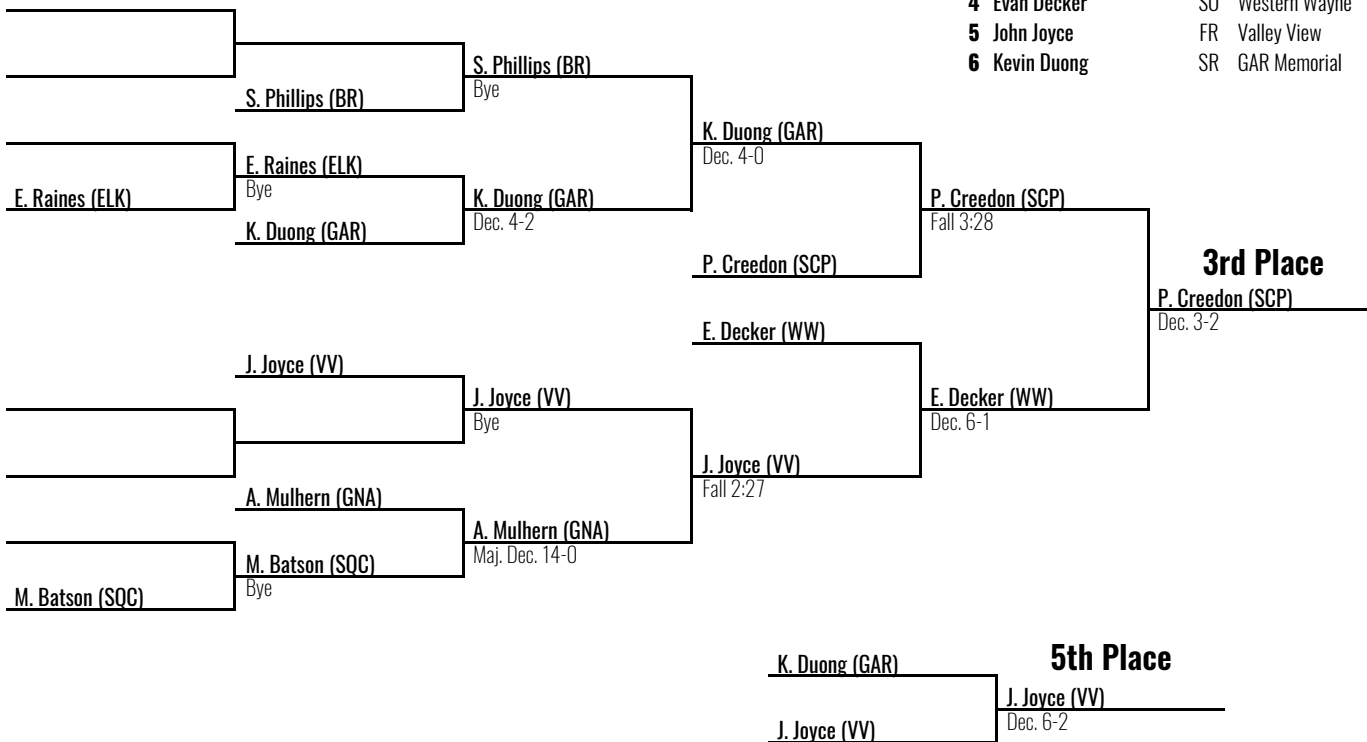 4 Evan Decker SO Western Wayne
5 John Joyce FR Valley View
6 Kevin Duong SR GAR Memorial
S. Phillips (BR)
Bye
S. Phillips (BR)
K. Duong (GAR)
Dec. 4-0
E. Raines (ELK)
Bye
E. Raines (ELK)
K. Duong (GAR)
Dec. 4-2
P. Creedon (SCP)
Fall 3:28
K. Duong (GAR)
P. Creedon (SCP)
3rd Place
P. Creedon (SCP)
Dec. 3-2
E. Decker (WW)
J. Joyce (VV)
J. Joyce (VV)
Bye
E. Decker (WW)
Dec. 6-1
J. Joyce (VV)
Fall 2:27
A. Mulhern (GNA)
A. Mulhern (GNA)
Maj. Dec. 14-0
M. Batson (SQC)
Bye
M. Batson (SQC)
K. Duong (GAR)
5th Place
J. Joyce (VV)
Dec. 6-2
J. Joyce (VV)